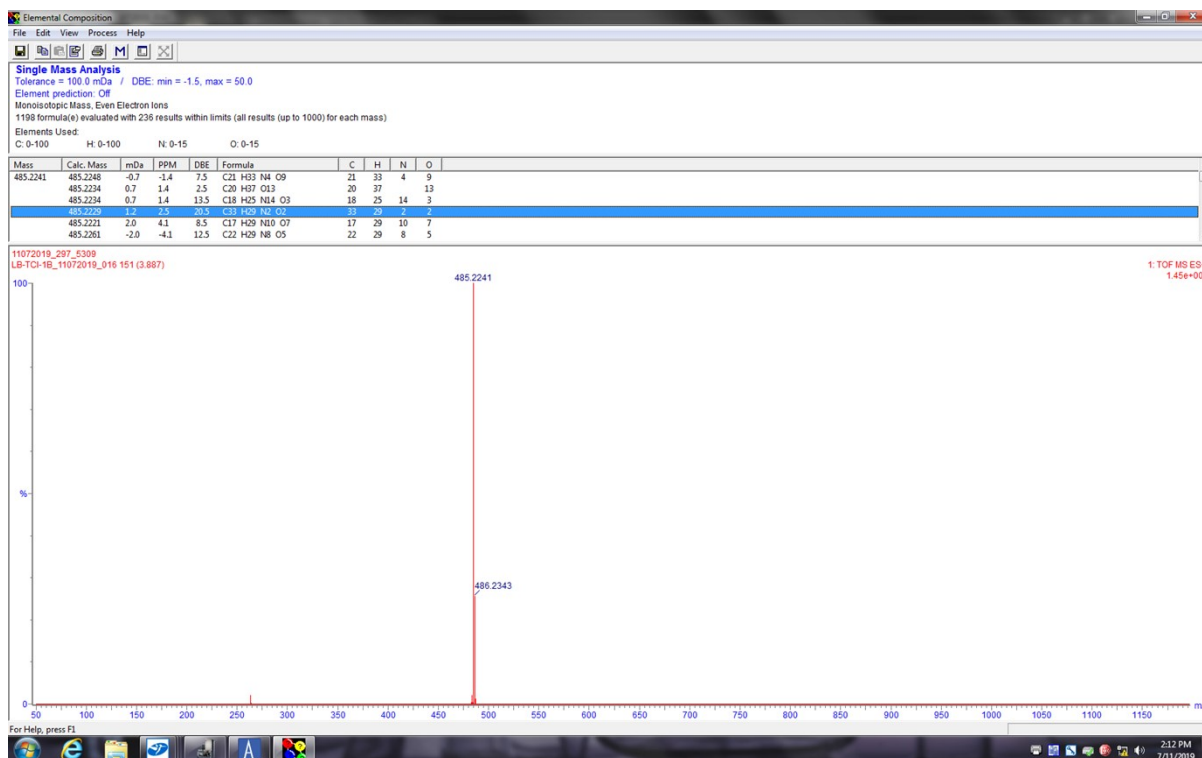 Elemental Composition
File Edit View Process Help
M
Single Mass Analysis
Tolerance = 100.0 mDa / DBE: min = -1.5, max = 50.0
Element prediction: Off
Monoisotopic Mass, Even Electron Ions
1198 formula(e) evaluated with 236 results within limits (all results (up to 1000) for each mass)
Elements Used:
C: 0-100 H: 0-100 N: 0-15 O: 0-15
Mass Calc. Mass mDa PPM DBE Formula C H N O
485.2241 485.2248 -0.7 -1.4 7.5 C21 H33 N4 O9 21 33 4 9
485.2234 0.7 1.4 2.5 C20 H37 O13 20 37 13
485.2234 0.7 1.4 13.5 C18 H25 N14 O3 18 25 14 3
485.2229 1.2 2.5 20.5 C33 H29 N2 O2 33 29 2 2
485.2221 2.0 4.1 8.5 C17 H29 N10 O7 17 29 10 7
485.2261 -2.0 -4.1 12.5 C22 H29 N8 O5 22 29 8 5
11072019_297_5309
LB-TCI-1B_11072019_016 151 (3.887)
1: TOF MS ES
1.45e+00
485.2241
100
%
486.2343
0
50 100 150 200 250 300 350 400 450 500 550 600 650 700 750 800 850 900 950 1000 1050 1100 1150
m
For Help, press F1
A
2:12 PM
7/11/2019